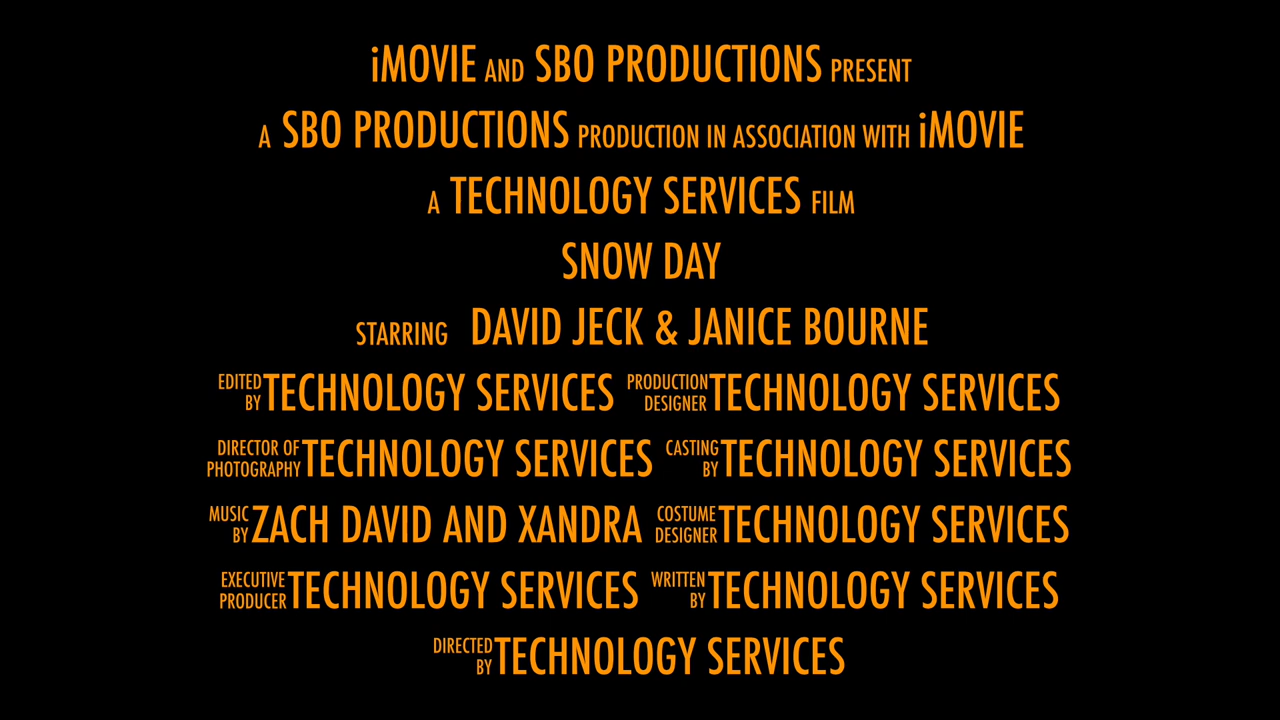 iMOVIE AND SBO PRODUCTIONS PRESENT
A SBO PRODUCTIONS PRODUCTION IN ASSOCIATION WITH iMOVIE
A TECHNOLOGY SERVICES FILM
SNOW DAY
STARRING DAVID JECK & JANICE BOURNE
EDITED BY TECHNOLOGY SERVICES PRODUCTION DESIGNER TECHNOLOGY SERVICES
DIRECTOR OF PHOTOGRAPHY TECHNOLOGY SERVICES CASTING BY TECHNOLOGY SERVICES
MUSIC BY ZACH DAVID AND XANDRA COSTUME DESIGNER TECHNOLOGY SERVICES
EXECUTIVE PRODUCER TECHNOLOGY SERVICES WRITTEN BY TECHNOLOGY SERVICES
DIRECTED BY TECHNOLOGY SERVICES